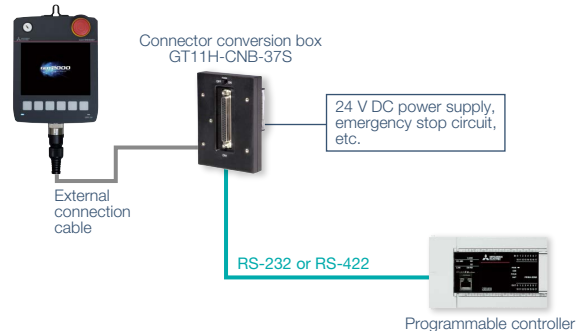 Connector conversion box
GT11H-CNB-37S
24 V DC power supply,
emergency stop circuit,
etc.
External
connection
cable
RS-232 or RS-422
Programmable controller